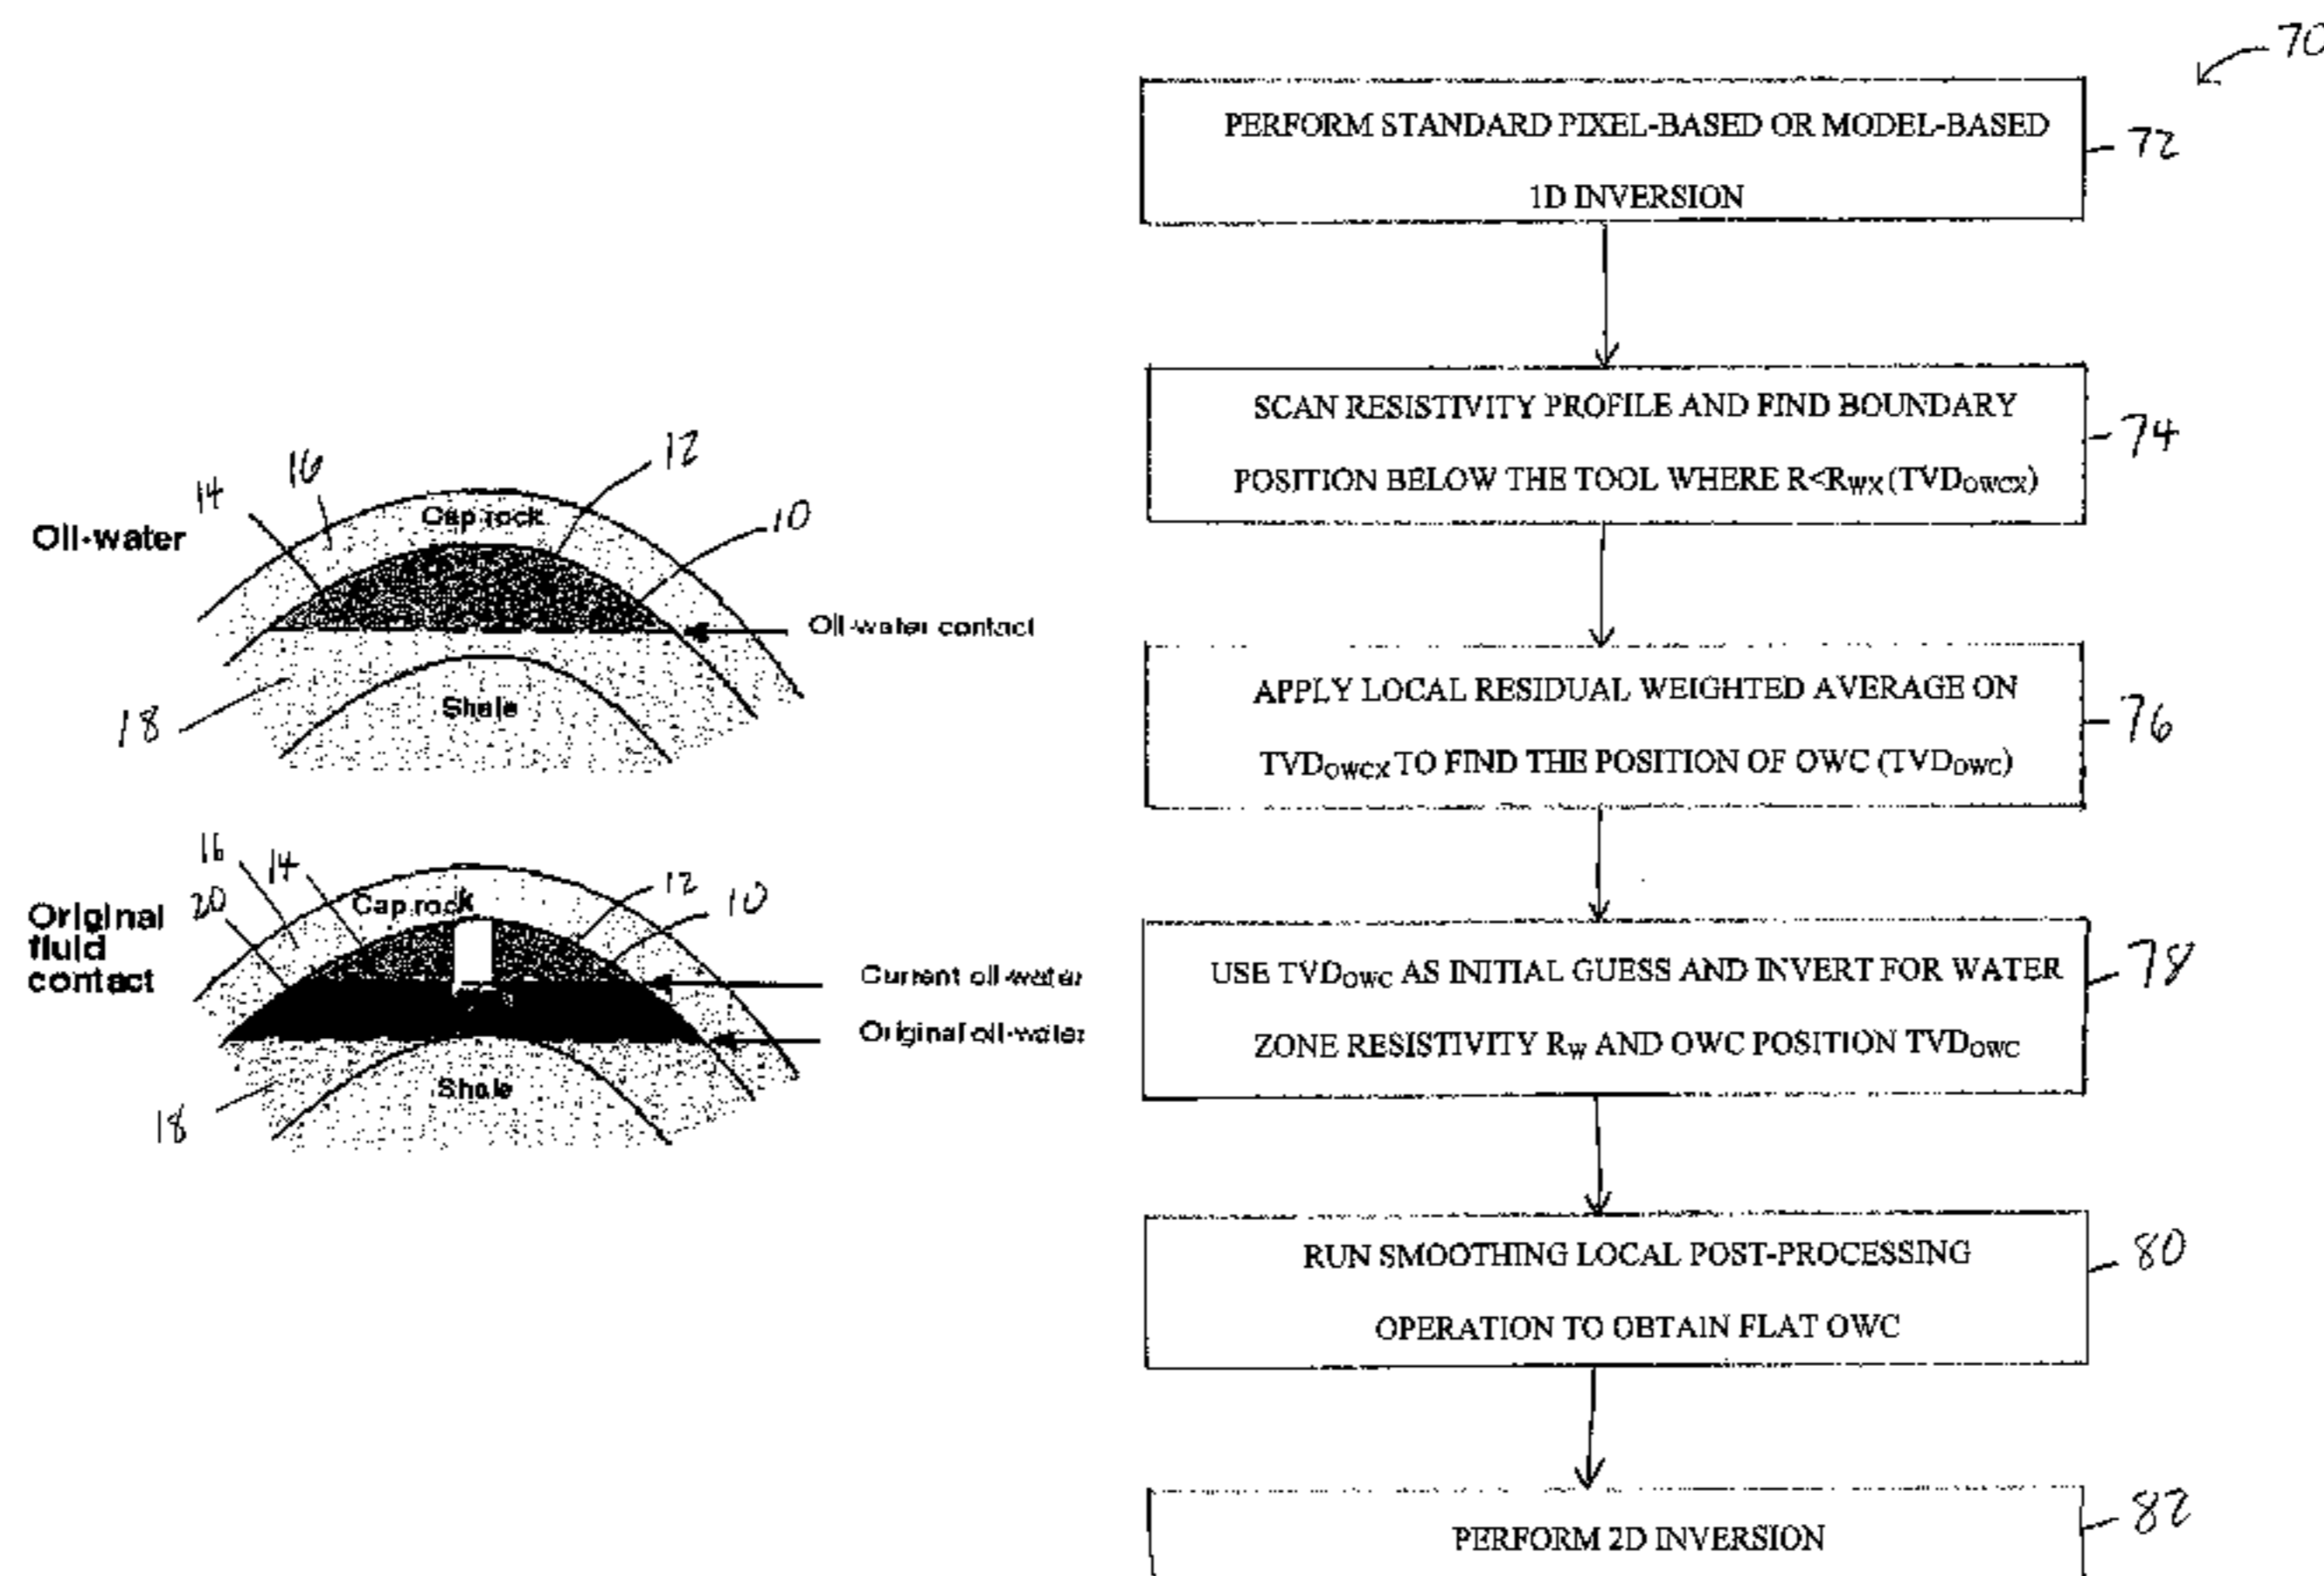 Oil-water
14
16
12
Cap rock
10
Oil-water contact
Shale
18
Original
fluid
contact
16
20
14
Cap rock
12
10
Current oil-water
Original oil-water
Shale
18
70
PERFORM STANDARD PIXEL-BASED OR MODEL-BASED
1D INVERSION
72
SCAN RESISTIVITY PROFILE AND FIND BOUNDARY
POSITION BELOW THE TOOL WHERE R<RWX (TVDOWCX)
74
APPLY LOCAL RESIDUAL WEIGHTED AVERAGE ON
TVDOWCX TO FIND THE POSITION OF OWC (TVDOWC)
76
USE TVDOWC AS INITIAL GUESS AND INVERT FOR WATER
ZONE RESISTIVITY RW AND OWC POSITION TVDOWC
78
RUN SMOOTHING LOCAL POST-PROCESSING
OPERATION TO OBTAIN FLAT OWC
80
PERFORM 2D INVERSION
82